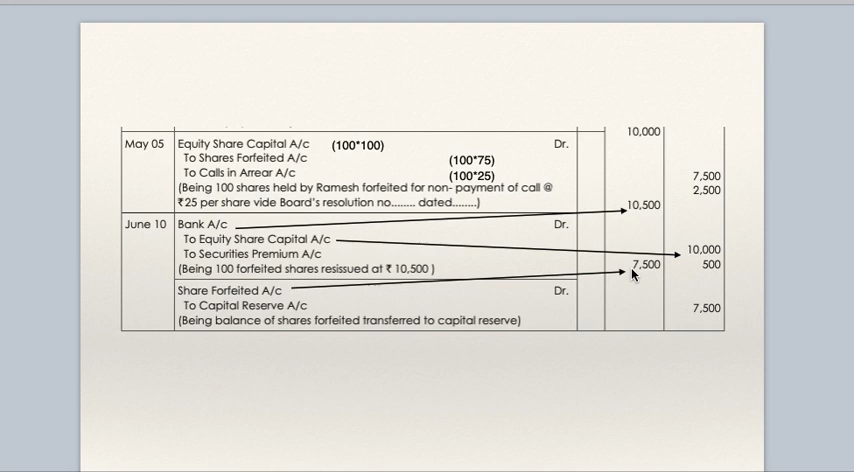 10,000
May 05 Equity Share Capital A/c (100*100) Dr.
To Shares Forfeited A/c (100*75)
To Calls in Arrear A/c (100*25) 7,500
(Being 100 shares held by Ramesh forfeited for non- payment of call @ 2,500
₹25 per share vide Board's resolution no........ dated........) 10,500
June 10 Bank A/c Dr.
To Equity Share Capital A/c 10,000
To Securities Premium A/c 500
(Being 100 forfeited shares resissued at ₹ 10,500 ) 7,500
Share Forfeited A/c Dr.
To Capital Reserve A/c 7,500
(Being balance of shares forfeited transferred to capital reserve)